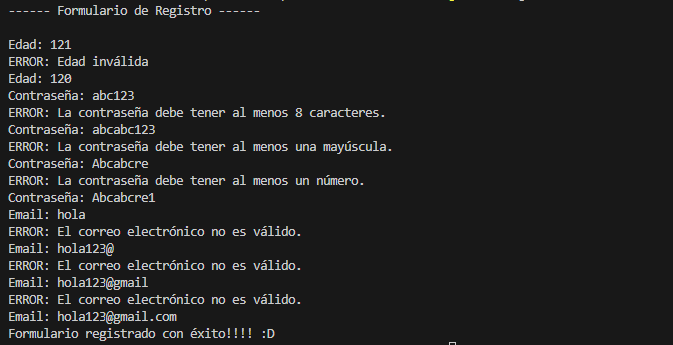 ------ Formulario de Registro ------
Edad: 121
ERROR: Edad inválida
Edad: 120
Contraseña: abc123
ERROR: La contraseña debe tener al menos 8 caracteres.
Contraseña: abcabc123
ERROR: La contraseña debe tener al menos una mayúscula.
Contraseña: Abcabcre
ERROR: La contraseña debe tener al menos un número.
Contraseña: Abcabcre1
Email: hola
ERROR: El correo electrónico no es válido.
Email: hola123@
ERROR: El correo electrónico no es válido.
Email: hola123@gmail
ERROR: El correo electrónico no es válido.
Email: hola123@gmail.com
Formulario registrado con éxito!!!! :D